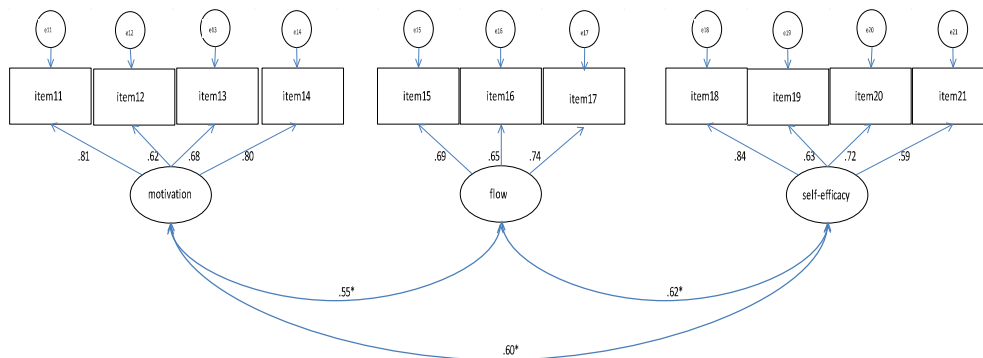 e11 e12 e13 e14 e15 e16 e17 e18 e19 e20 e21
item11 item12 item13 item14 item15 item16 item17 item18 item19 item20 item21
.81 .62 .68 .80 .69 .65 .74 .84 .63 .72 .59
motivation flow self-efficacy
.55* .62*
.60*